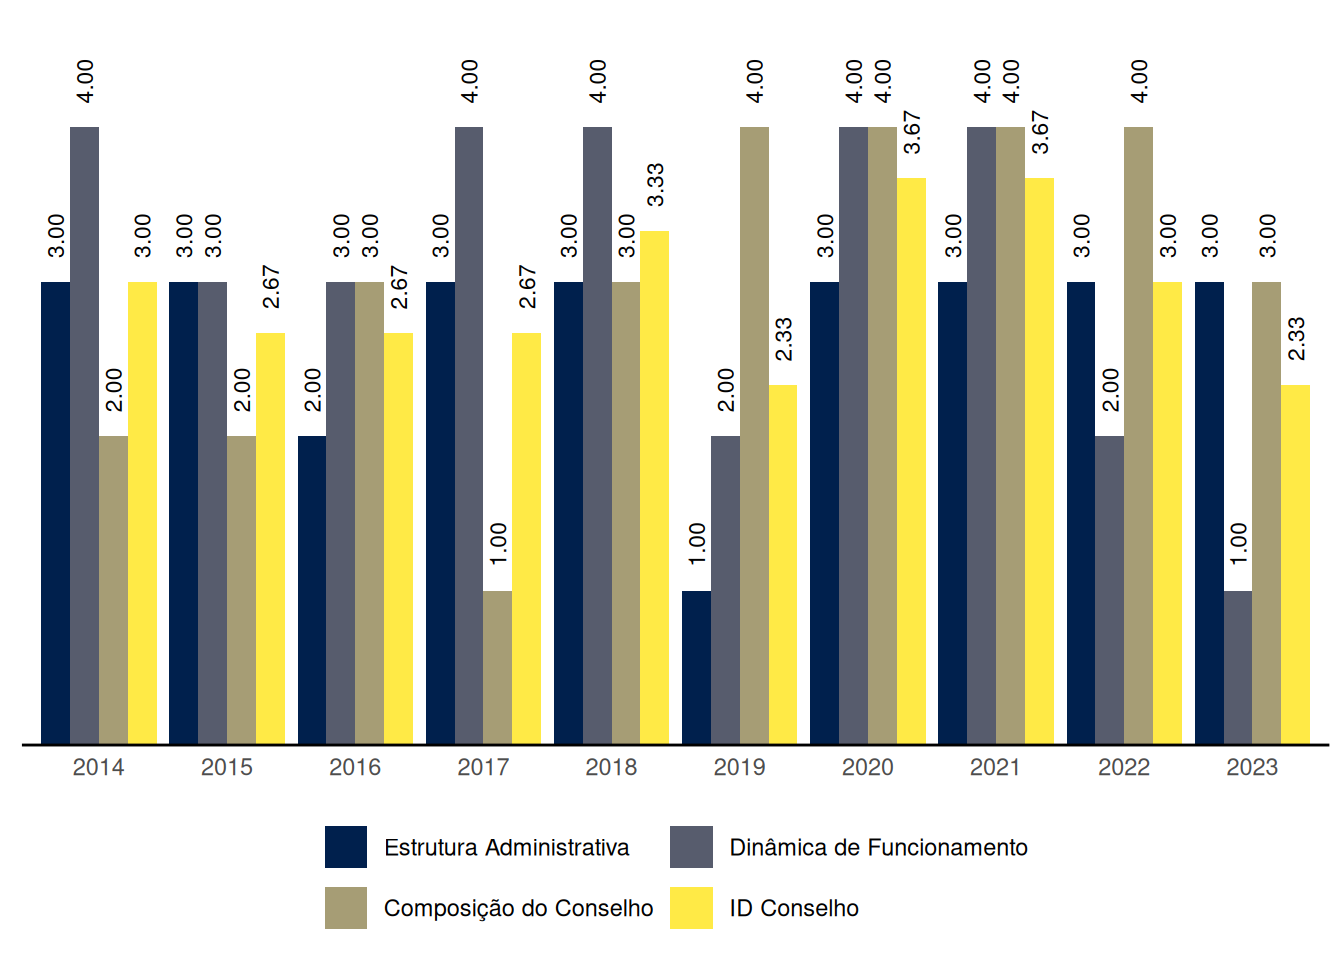 4.00 4.00 4.00 4.00 4.00 4.00 4.00 4.00 4.00
3.67 3.67
3.33
3.00 3.00 3.00 3.00 3.00 3.00 3.00 3.00 3.00 3.00 3.00 3.00 3.00 3.00 3.00 3.00
2.67 2.67 2.67
2.33 2.33
2.00 2.00 2.00 2.00 2.00
1.00 1.00 1.00
2014 2015 2016 2017 2018 2019 2020 2021 2022 2023
Estrutura Administrativa Dinâmica de Funcionamento
Composição do Conselho ID Conselho